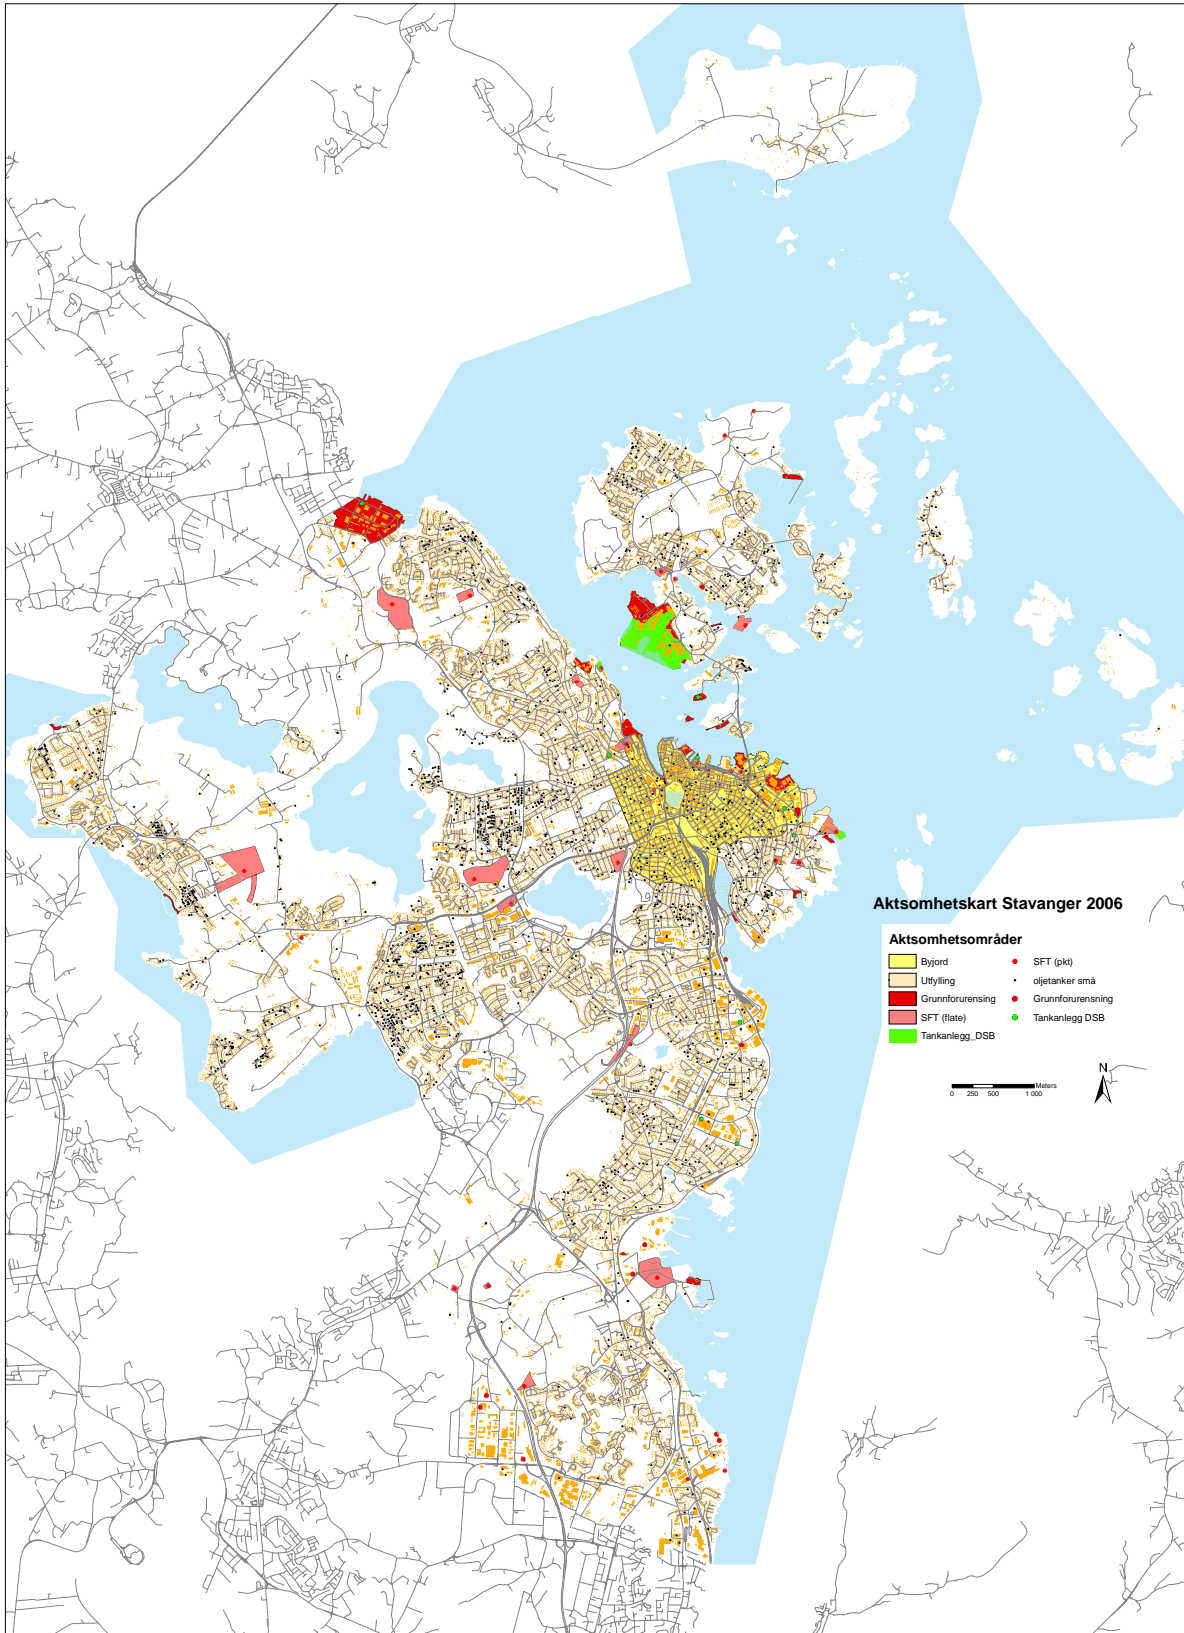 Aktsomhetskart Stavanger 2006
Aktsomhetsområder
Byjord
Utfylling
Grunnforurensing
SFT (flate)
Tankanlegg_DSB
SFT (pkt)
oljetanker små
Grunnforurensning
Tankanlegg DSB
N
Meters
0 250 500 1 000